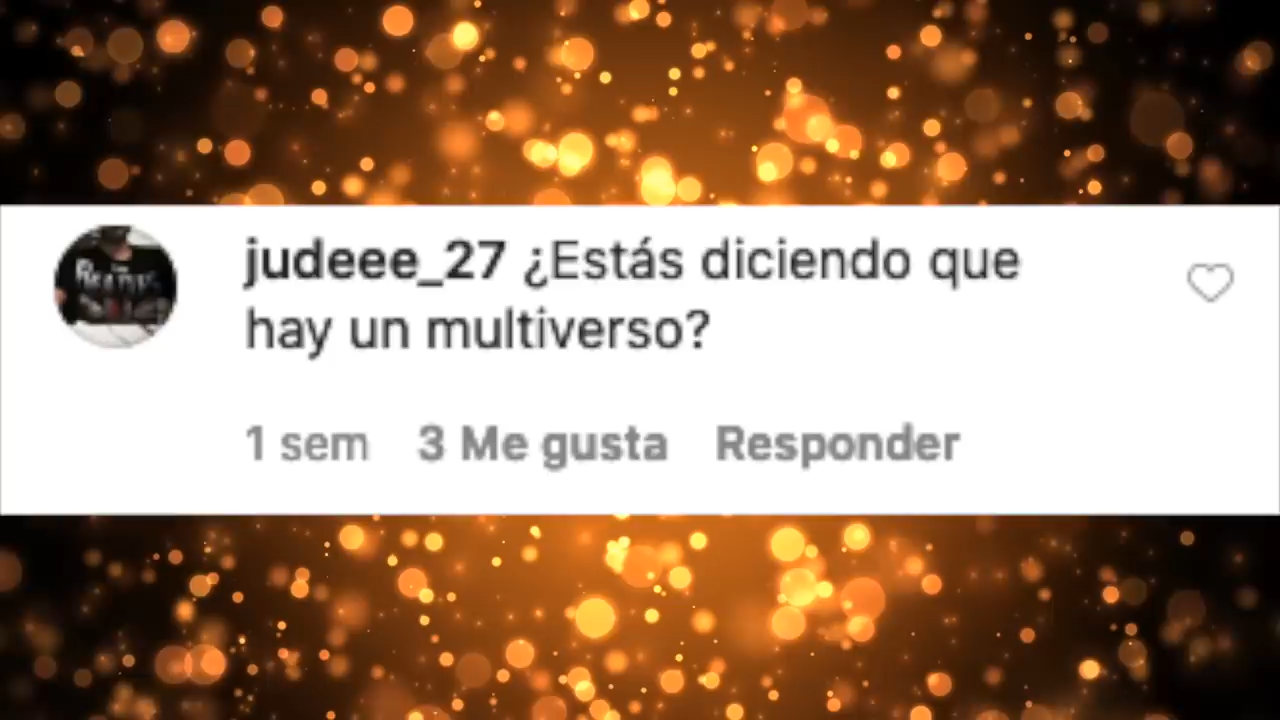 judeee_27 ¿Estás diciendo que
hay un multiverso?
1 sem 3 Me gusta Responder